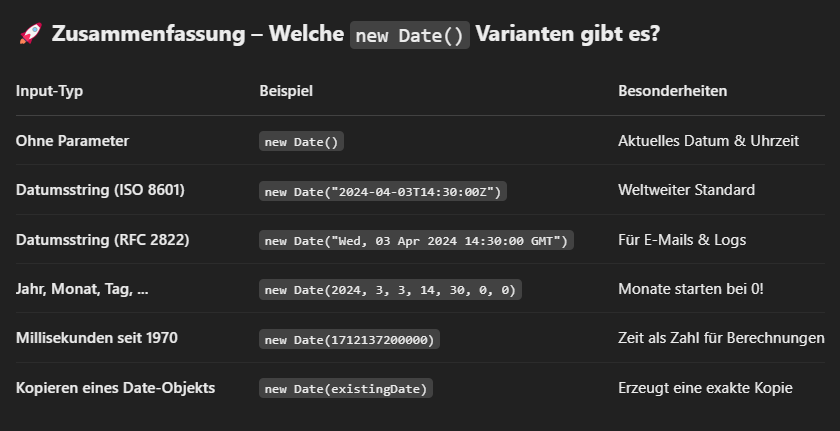 🚀 Zusammenfassung – Welche new Date() Varianten gibt es?
Input-Typ Beispiel Besonderheiten
Ohne Parameter new Date() Aktuelles Datum & Uhrzeit
Datumsstring (ISO 8601) new Date("2024-04-03T14:30:00Z") Weltweiter Standard
Datumsstring (RFC 2822) new Date("Wed, 03 Apr 2024 14:30:00 GMT") Für E-Mails & Logs
Jahr, Monat, Tag, ... new Date(2024, 3, 3, 14, 30, 0, 0) Monate starten bei 0!
Millisekunden seit 1970 new Date(1712137200000) Zeit als Zahl für Berechnungen
Kopieren eines Date-Objekts new Date(existingDate) Erzeugt eine exakte Kopie